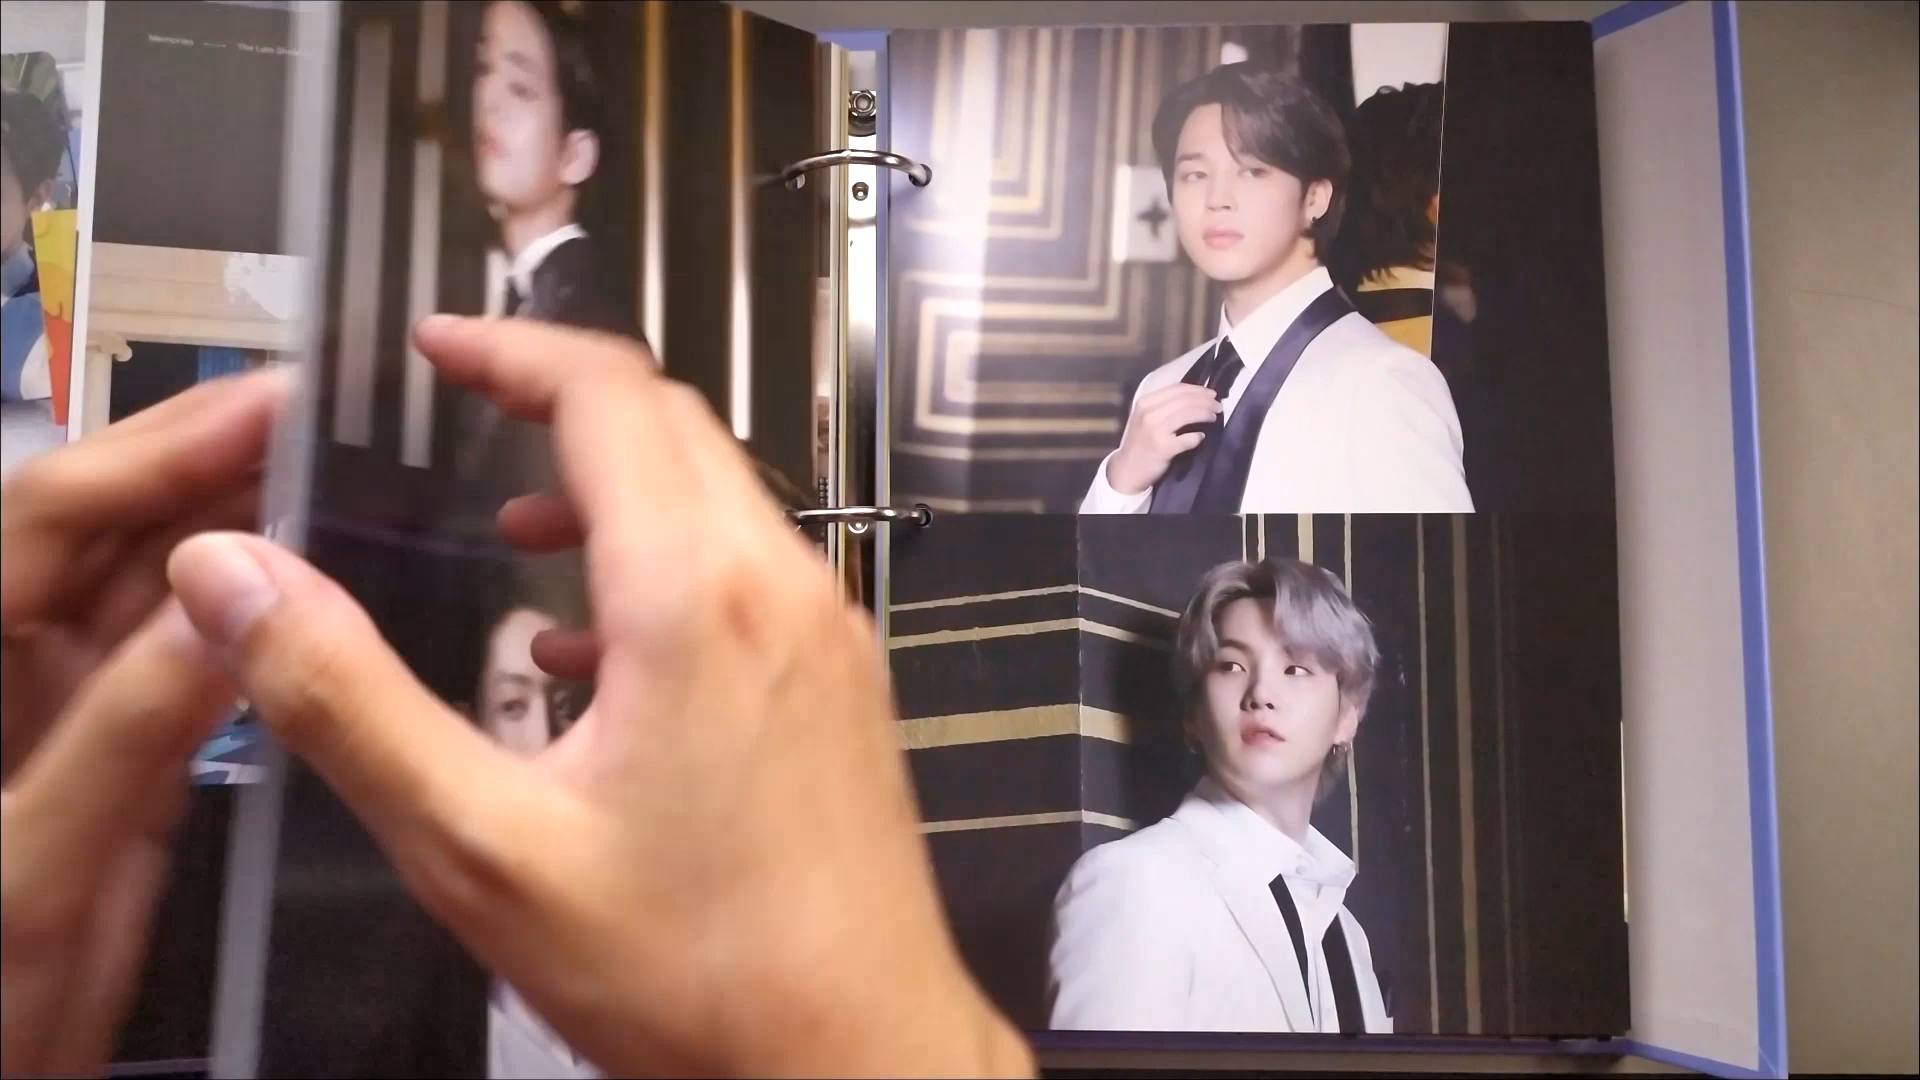 Memories — The Late Show